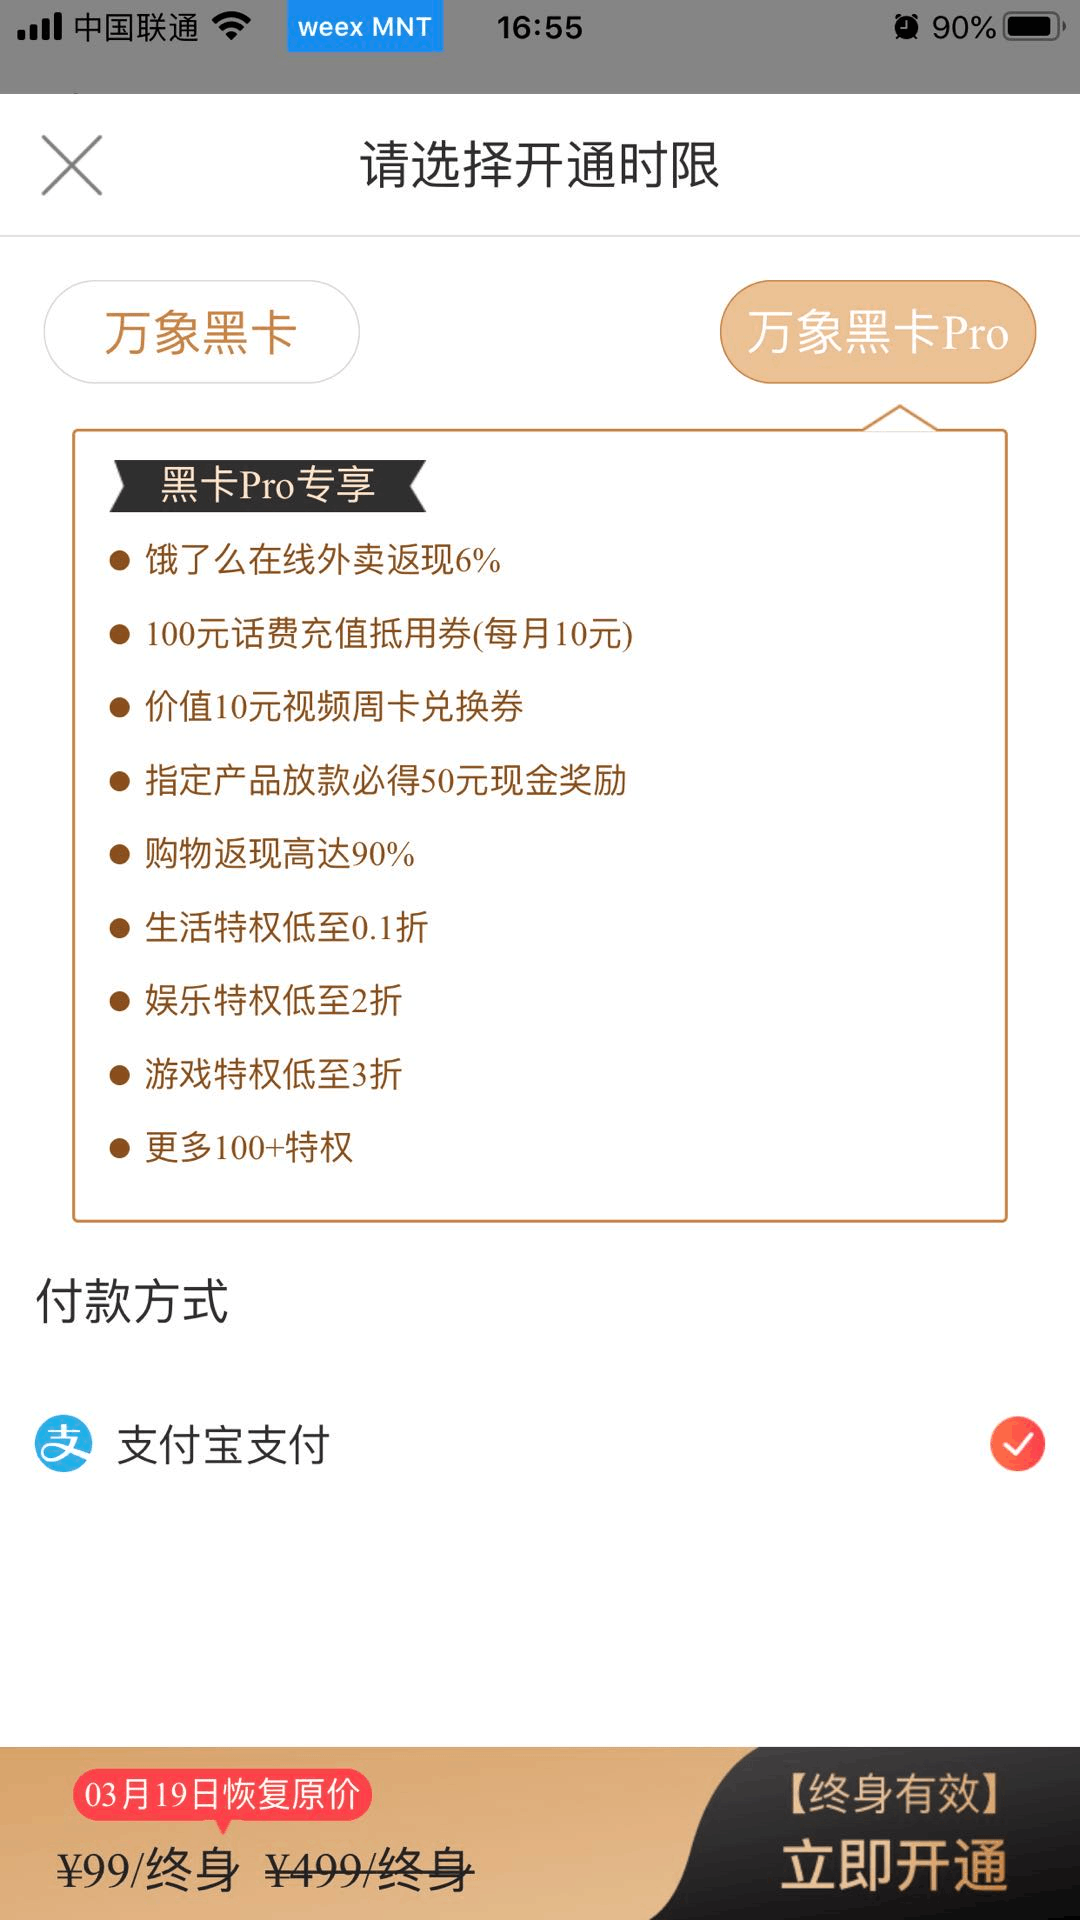 中国联通 weex MNT 16:55 90%
请选择开通时限
万象黑卡 万象黑卡Pro
黑卡Pro专享
饿了么在线外卖返现6%
100元话费充值抵用券(每月10元)
价值10元视频周卡兑换券
指定产品放款必得50元现金奖励
购物返现高达90%
生活特权低至0.1折
娱乐特权低至2折
游戏特权低至3折
更多100+特权
付款方式
支 支付宝支付
03月19日恢复原价
¥99/终身 ¥499/终身
【终身有效】
立即开通